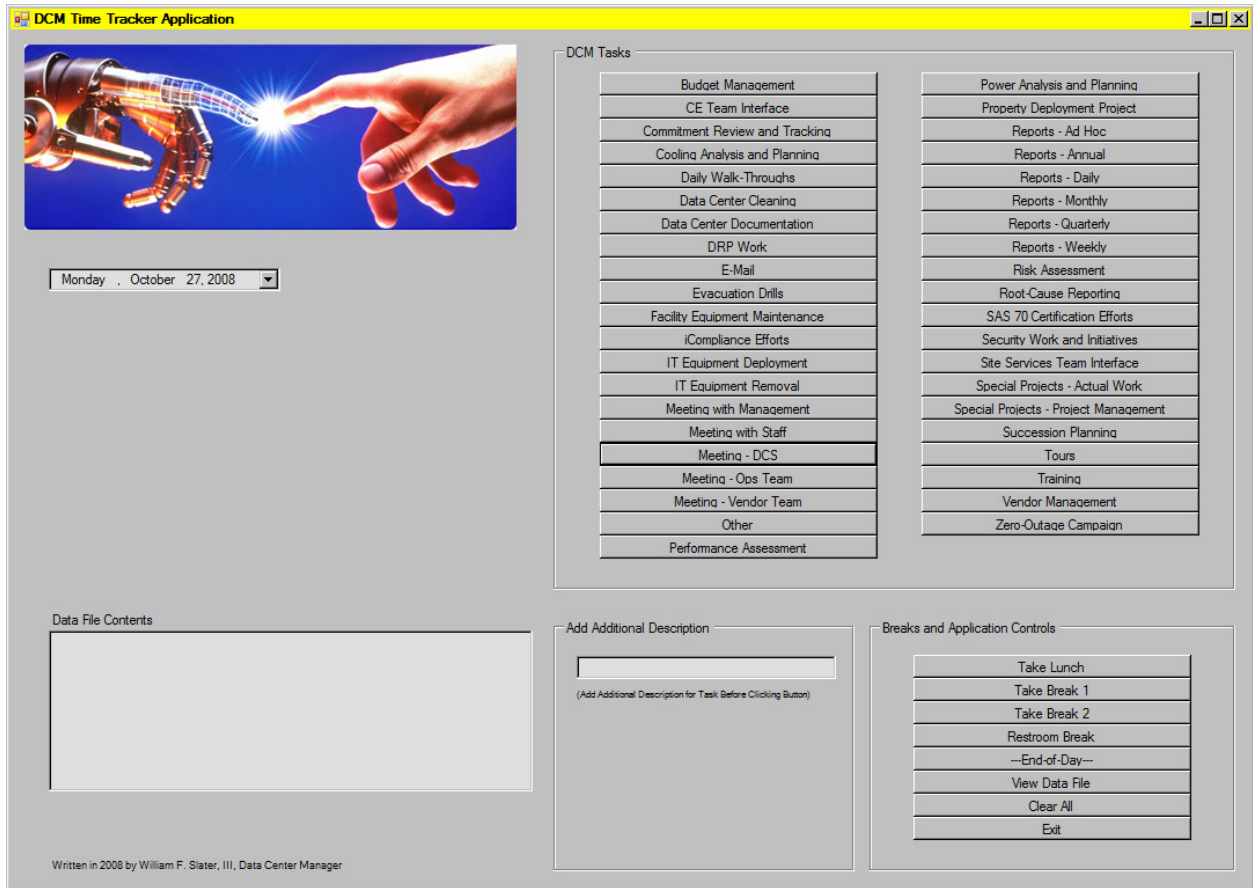 DCM Time Tracker Application
DCM Tasks
Budget Management
CE Team Interface
Commitment Review and Tracking
Cooling Analysis and Planning
Daily Walk-Throughs
Data Center Cleaning
Data Center Documentation
DRP Work
E-Mail
Evacuation Drills
Facility Equipment Maintenance
iCompliance Efforts
IT Equipment Deployment
IT Equipment Removal
Meeting with Management
Meeting with Staff
Meeting - DCS
Meeting - Ops Team
Meeting - Vendor Team
Other
Performance Assessment
Power Analysis and Planning
Property Deployment Project
Reports - Ad Hoc
Reports - Annual
Reports - Daily
Reports - Monthly
Reports - Quarterly
Reports - Weekly
Risk Assessment
Root-Cause Reporting
SAS 70 Certification Efforts
Security Work and Initiatives
Site Services Team Interface
Special Projects - Actual Work
Special Projects - Project Management
Succession Planning
Tours
Training
Vendor Management
Zero-Outage Campaign
Monday , October 27, 2008
Data File Contents
Add Additional Description
(Add Additional Description for Task Before Clicking Button)
Breaks and Application Controls
Take Lunch
Take Break 1
Take Break 2
Restroom Break
---End-of-Day---
View Data File
Clear All
Exit
Written in 2008 by William F. Slater, III, Data Center Manager